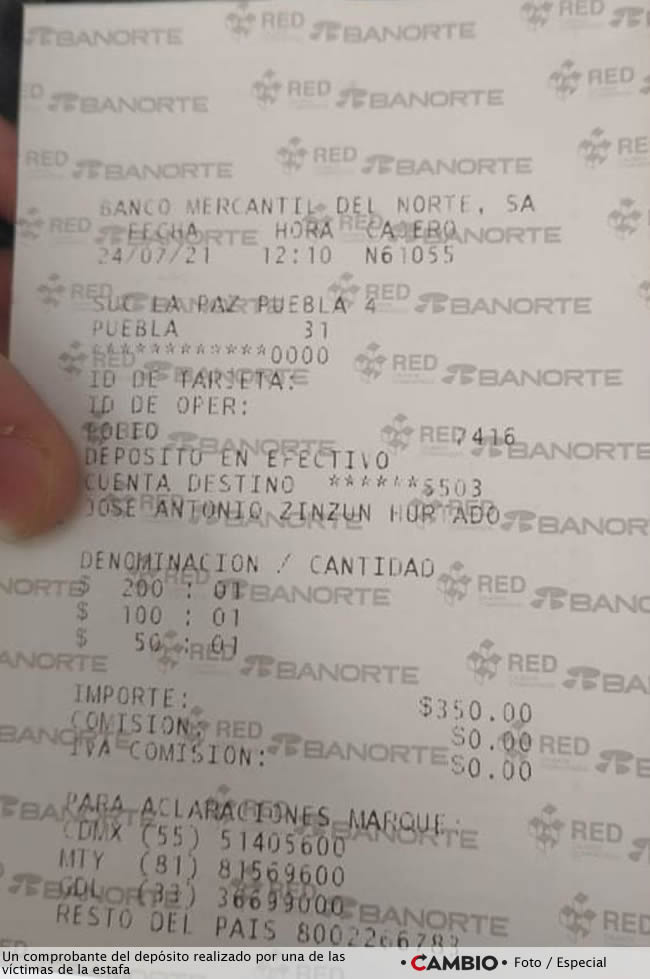 BANCO MERCANTIL DEL NORTE, SA
FECHA HORA CAJERO
24/07/21 12:10 N61055
SUC LA PAZ PUEBLA 4
PUEBLA 31
************0000
ID DE TARJETA:
ID DE OPER:
FOLIO 7416
DEPOSITO EN EFECTIVO
CUENTA DESTINO ******5503
JOSE ANTONIO ZINZUN HURTADO
DENOMINACION / CANTIDAD
$ 200 : 01
$ 100 : 01
$ 50 : 01
IMPORTE: $350.00
COMISION: $0.00
IVA COMISION: $0.00
PARA ACLARACIONES MARQUE:
CDMX (55) 51405600
MTY (81) 81569600
GDL (33) 36699000
RESTO DEL PAIS 8002266783
RED BANORTE
Un comprobante del depósito realizado por una de las
víctimas de la estafa
• CAMBIO • Foto / Especial